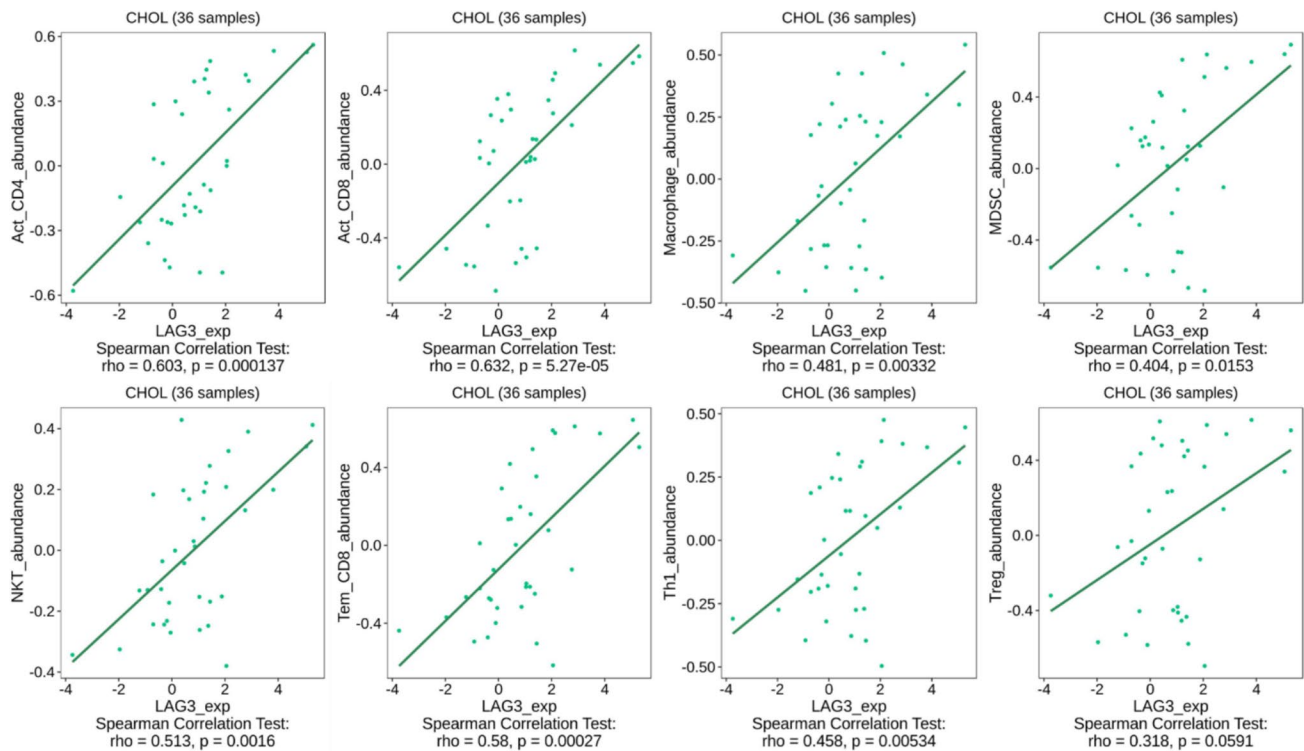 CHOL (36 samples)
Act_CD4_abundance
0.6
0.3
0.0
-0.3
-0.6
-4 -2 0 2 4
LAG3_exp
Spearman Correlation Test:
rho = 0.603, p = 0.000137
CHOL (36 samples)
Act_CD8_abundance
0.4
0.0
-0.4
-4 -2 0 2 4
LAG3_exp
Spearman Correlation Test:
rho = 0.632, p = 5.27e-05
CHOL (36 samples)
Macrophage_abundance
0.50
0.25
0.00
-0.25
-0.50
-4 -2 0 2 4
LAG3_exp
Spearman Correlation Test:
rho = 0.481, p = 0.00332
CHOL (36 samples)
MDSC_abundance
0.4
0.0
-0.4
-4 -2 0 2 4
LAG3_exp
Spearman Correlation Test:
rho = 0.404, p = 0.0153
CHOL (36 samples)
NKT_abundance
0.4
0.2
0.0
-0.2
-0.4
-4 -2 0 2 4
LAG3_exp
Spearman Correlation Test:
rho = 0.513, p = 0.0016
CHOL (36 samples)
Tem_CD8_abundance
0.4
0.0
-0.4
-4 -2 0 2 4
LAG3_exp
Spearman Correlation Test:
rho = 0.58, p = 0.00027
CHOL (36 samples)
Th1_abundance
0.50
0.25
0.00
-0.25
-0.50
-4 -2 0 2 4
LAG3_exp
Spearman Correlation Test:
rho = 0.458, p = 0.00534
CHOL (36 samples)
Treg_abundance
0.4
0.0
-0.4
-4 -2 0 2 4
LAG3_exp
Spearman Correlation Test:
rho = 0.318, p = 0.0591